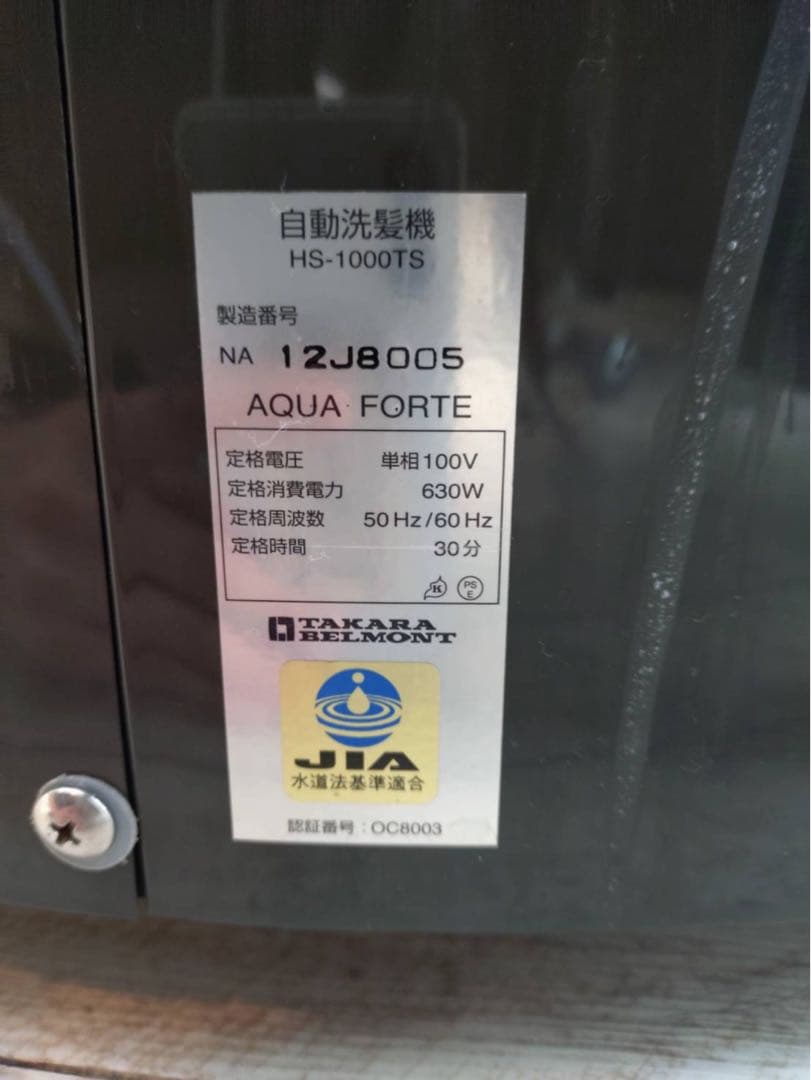 自動洗髪機
HS-1000TS
製造番号
NA 12J8005
AQUA FORTE
定格電圧 単相100V
定格消費電力 630W
定格周波数 50Hz/60Hz
定格時間 30分
K PS E
TAKARA BELMONT
JIA
水道法基準適合
認証番号:OC8003